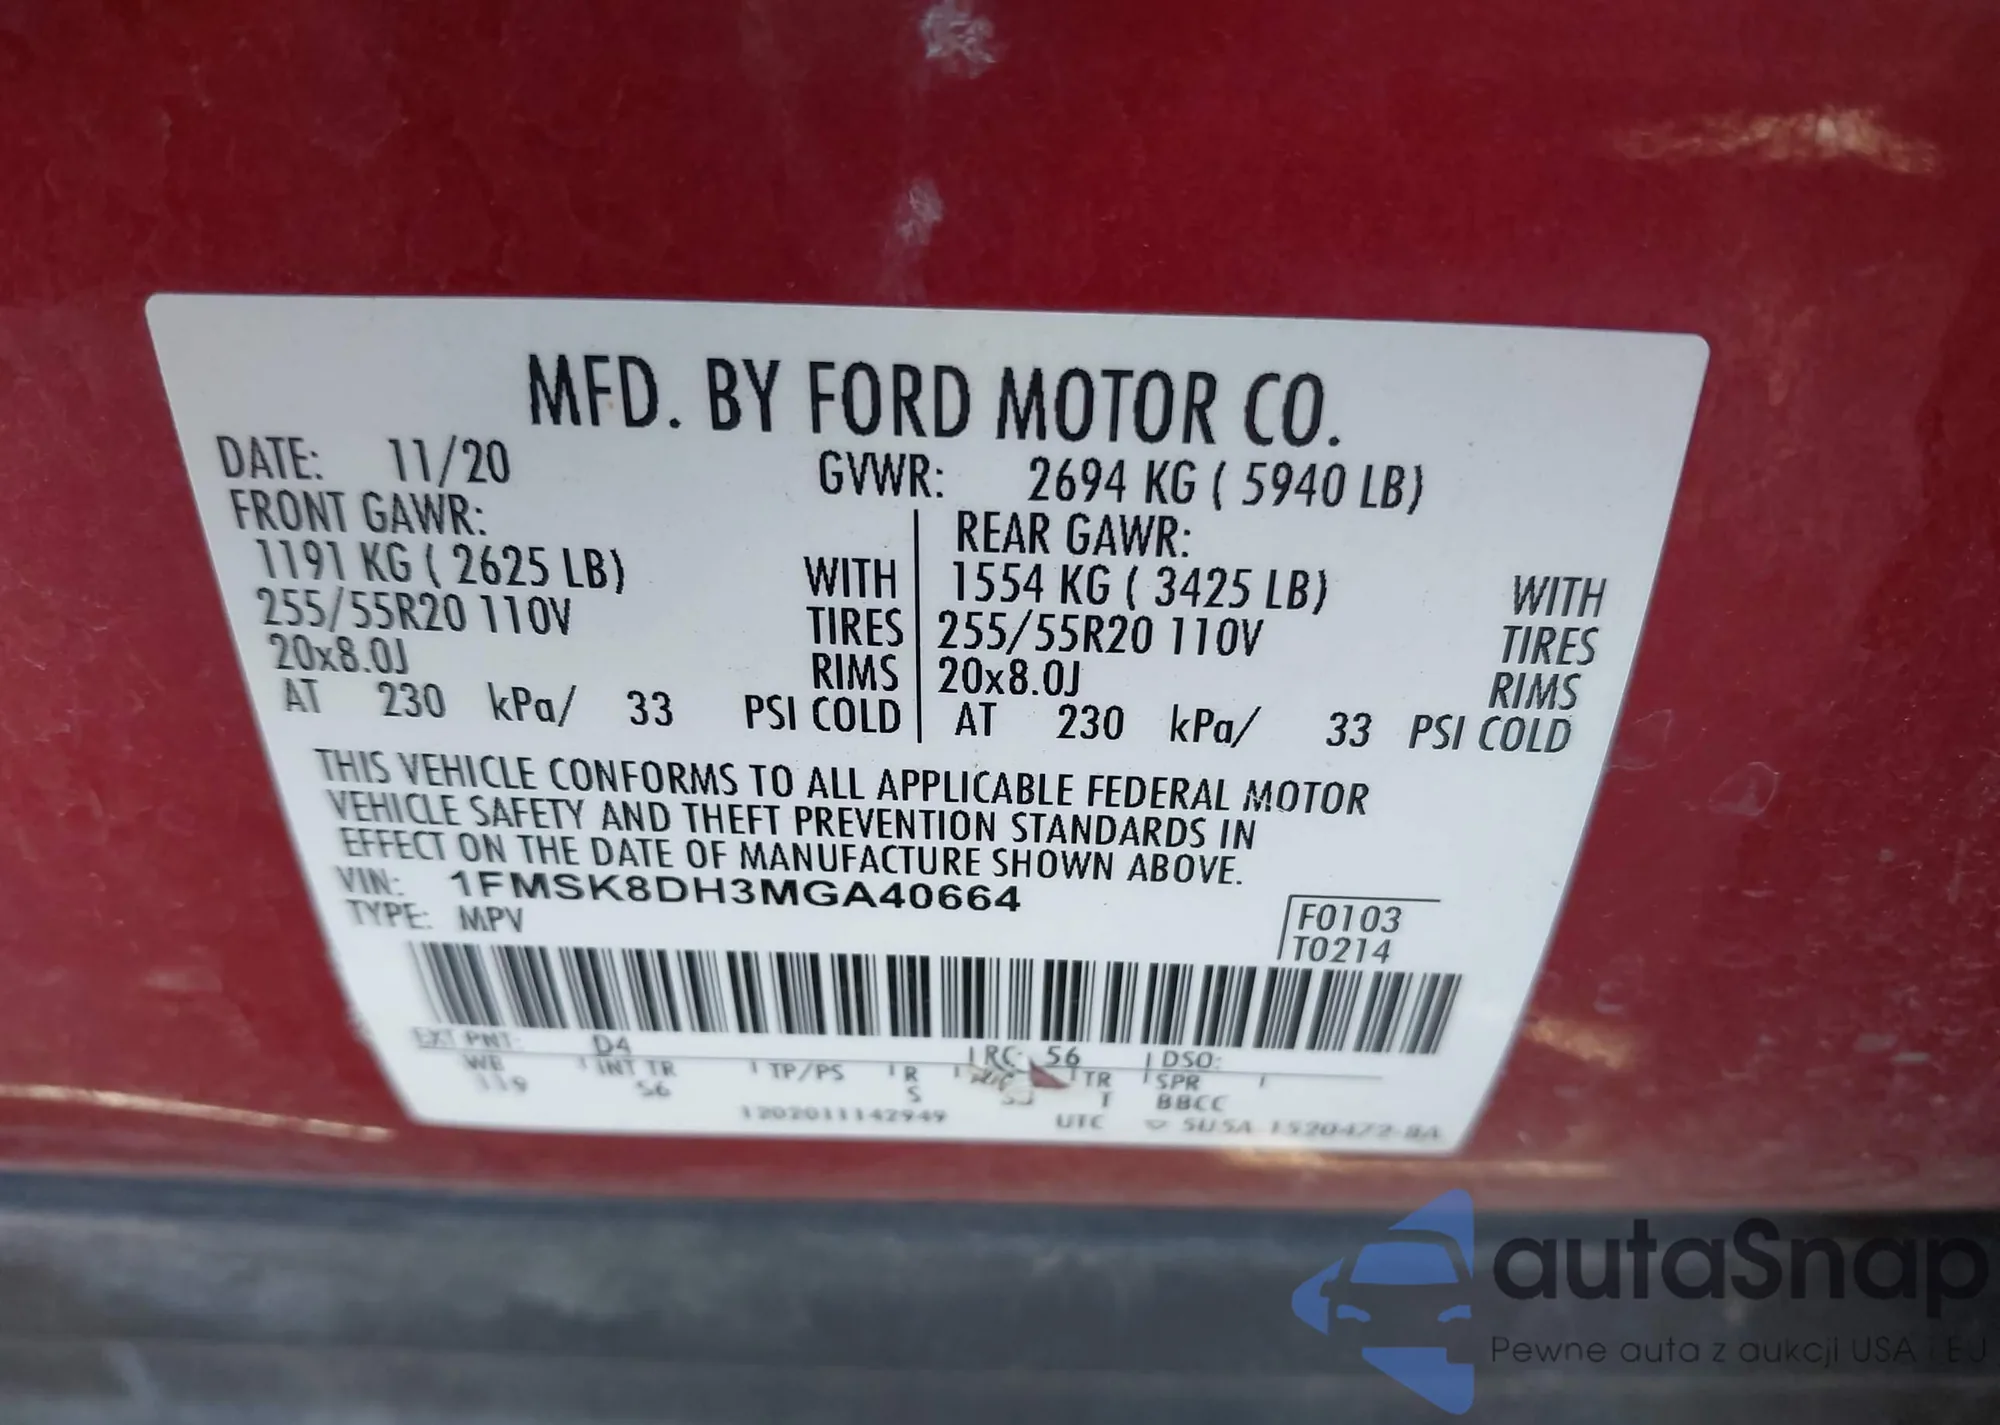 MFD. BY FORD MOTOR CO.
DATE: 11/20 GVWR: 2694 KG ( 5940 LB)
FRONT GAWR: REAR GAWR:
1191 KG ( 2625 LB) WITH 1554 KG ( 3425 LB) WITH
255/55R20 110V TIRES 255/55R20 110V TIRES
20x8.0J RIMS 20x8.0J RIMS
AT 230 kPa/ 33 PSI COLD AT 230 kPa/ 33 PSI COLD
THIS VEHICLE CONFORMS TO ALL APPLICABLE FEDERAL MOTOR
VEHICLE SAFETY AND THEFT PREVENTION STANDARDS IN
EFFECT ON THE DATE OF MANUFACTURE SHOWN ABOVE.
VIN: 1FMSK8DH3MGA40664
TYPE: MPV
F0103
T0214
EXT PNT: D4 RC: 56 DSO:
WB INT TR TP/PS R TR SPR
119 56 S T BBCC
1202011142949 UTC
autaSnap
Pewne auta z aukcji USA i EU